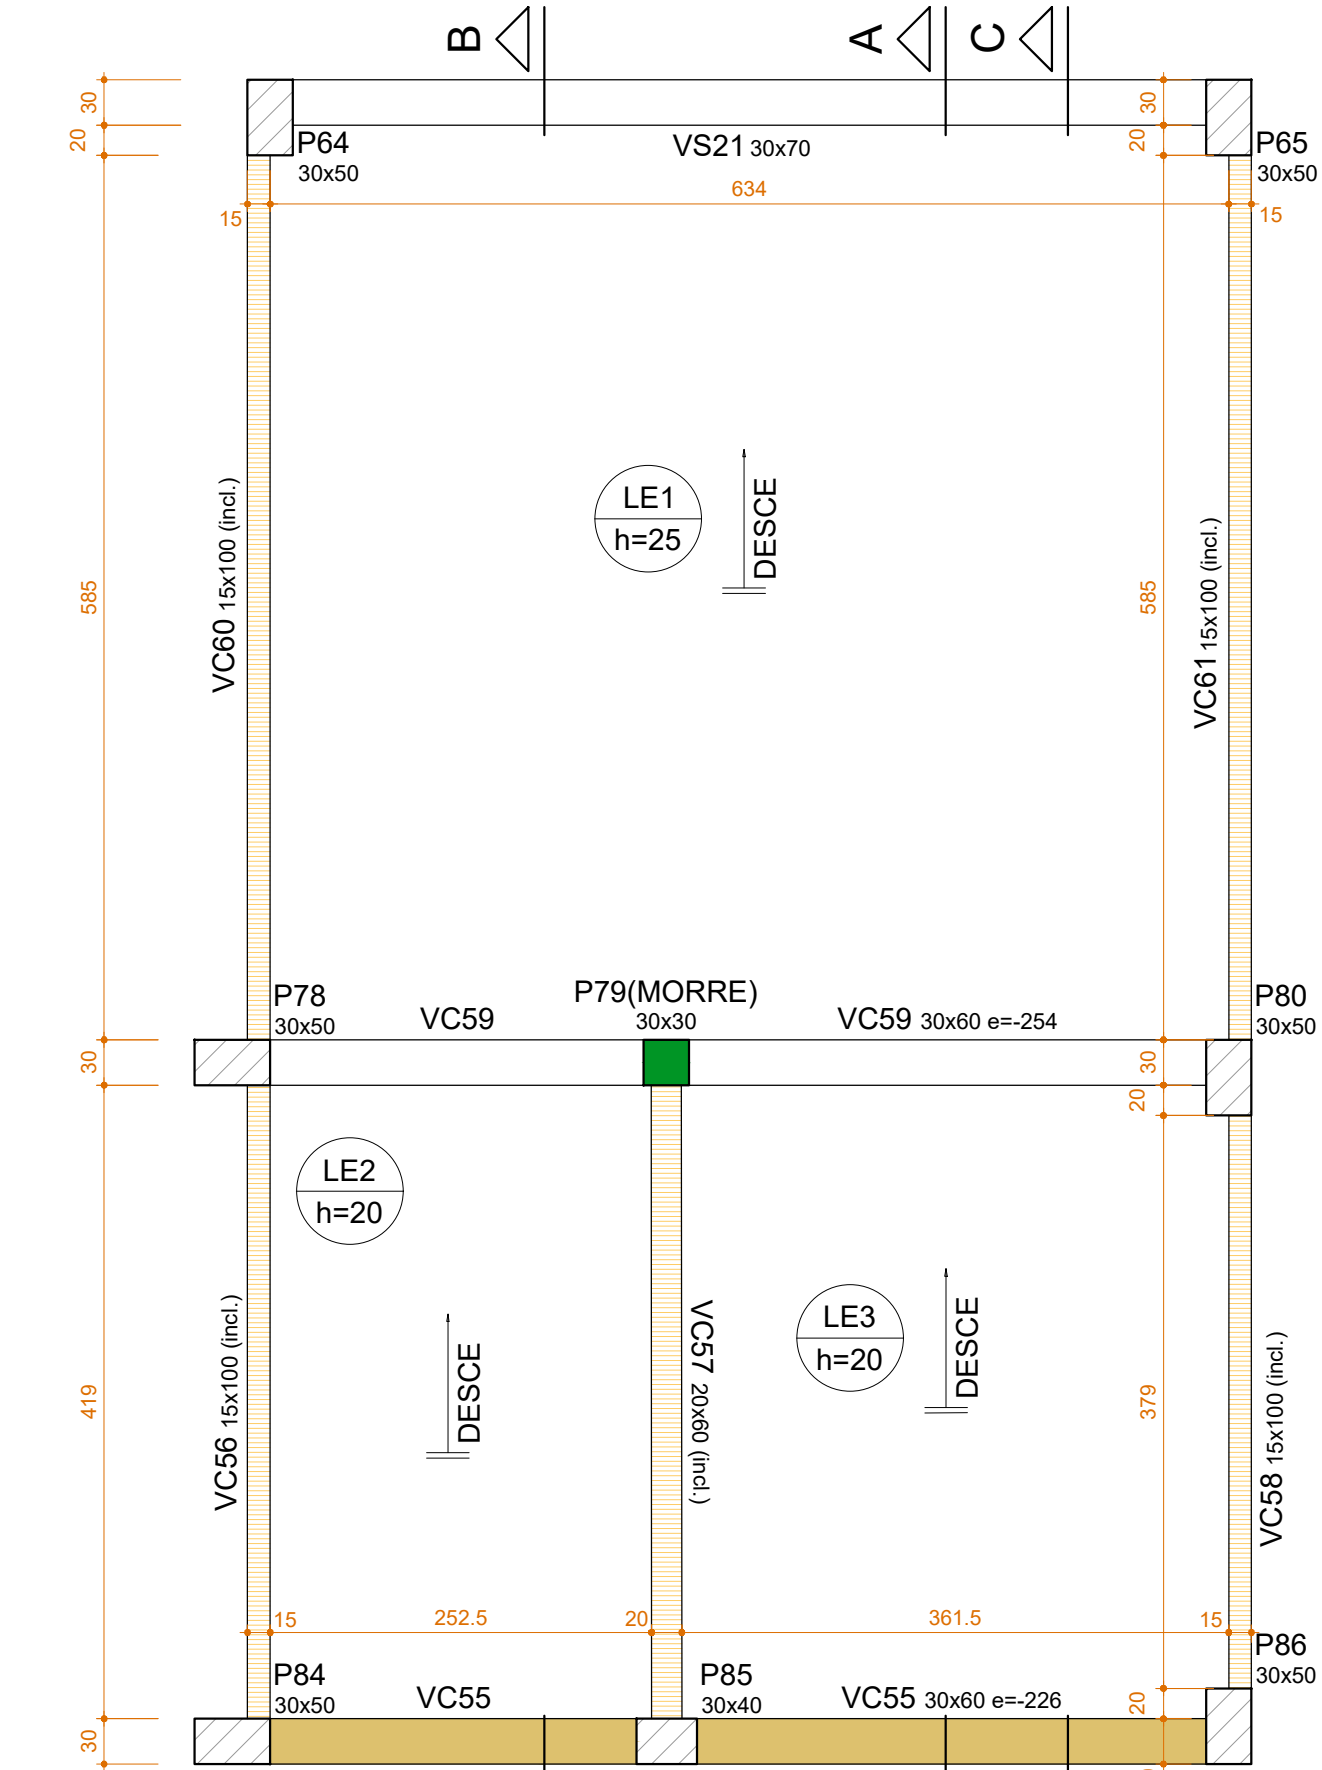 B
A
C
30
20
30
20
P64
30x50
VS21 30x70
P65
30x50
15
634
15
LE1
h=25
DESCE
VC60 15x100 (incl.)
VC61 15x100 (incl.)
585
585
P78
30x50
VC59
P79(MORRE)
30x30
VC59 30x60 e=-254
P80
30x50
30
30
20
LE2
h=20
DESCE
LE3
h=20
DESCE
VC56 15x100 (incl.)
VC57 20x60 (incl.)
VC58 15x100 (incl.)
419
379
15
252.5
20
361.5
15
P84
30x50
VC55
P85
30x40
VC55 30x60 e=-226
P86
30x50
20
30